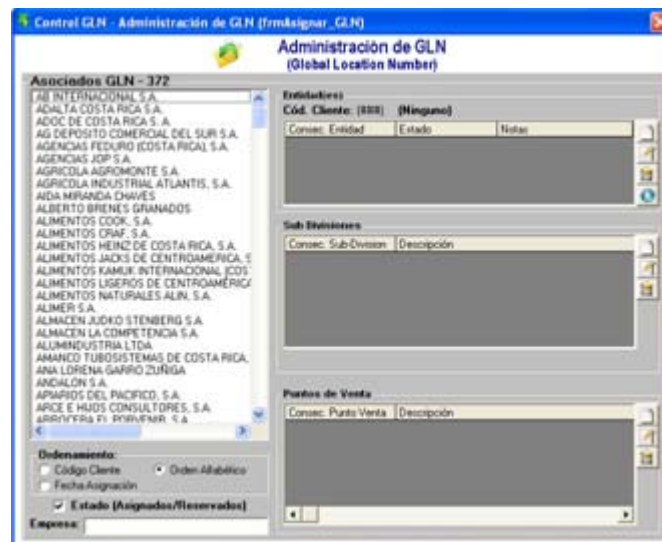 Control GLN - Administración de GLN (frmAsignar_GLN)
Administración de GLN
(Global Location Number)
Asociados GLN - 372
AB INTERNACIONAL S.A.
ADALTA COSTA RICA S.A.
ADOC DE COSTA RICA S. A.
AG DEPOSITO COMERCIAL DEL SUR S.A.
AGENCIAS FEDURO (COSTA RICA), S.A.
AGENCIAS JOP S.A.
AGRICOLA AGROMONTE S.A.
AGRICOLA INDUSTRIAL ATLANTIS, S.A.
AIDA MIRANDA CHAVES
ALBERTO BRENES GRANADOS
ALIMENTOS COOK, S.A.
ALIMENTOS CRAF, S.A.
ALIMENTOS HEINZ DE COSTA RICA, S.A.
ALIMENTOS JACKS DE CENTROAMERICA, S
ALIMENTOS KAMUK INTERNACIONAL (COS
ALIMENTOS LIGEROS DE CENTROAMÉRICA
ALIMENTOS NATURALES ALIN, S.A.
ALIMER S.A.
ALMACEN JUDKO STENBERG S.A.
ALMACEN LA COMPETENCIA S.A.
ALUMINDUSTRIA LTDA
AMANCO TUBOSISTEMAS DE COSTA RICA,
ANA LORENA GARRO ZUÑIGA
ANDALON S.A.
APIARIOS DEL PACIFICO, S.A.
ARCE E HIJOS CONSULTORES, S.A.
ARROCERA EL PORVENIR, S.A.
Ordenamiento:
Código Cliente
Orden Alfabético
Fecha Asignación
Estado (Asignados/Reservados)
Empresa:
Entidad(es)
Cód. Cliente: (###) (Ninguno)
Consec. Entidad Estado Notas
Sub Divisiones
Consec. Sub-Division Descripción
Puntos de Venta
Consec. Punto Venta Descripción